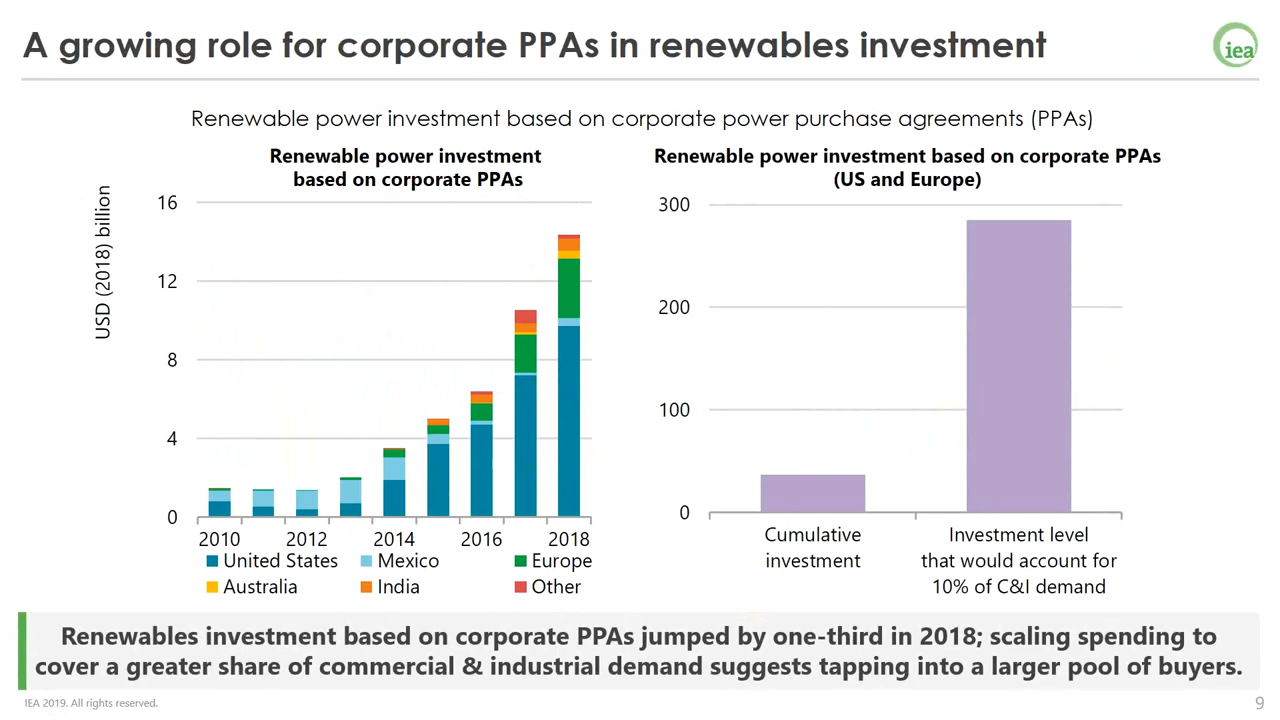 A growing role for corporate PPAs in renewables investment
iea
Renewable power investment based on corporate power purchase agreements (PPAs)
Renewable power investment
based on corporate PPAs
USD (2018) billion
16
12
8
4
0
2010 2012 2014 2016 2018
United States Mexico Europe
Australia India Other
Renewable power investment based on corporate PPAs
(US and Europe)
300
200
100
0
Cumulative
investment
Investment level
that would account for
10% of C&I demand
Renewables investment based on corporate PPAs jumped by one-third in 2018; scaling spending to
cover a greater share of commercial & industrial demand suggests tapping into a larger pool of buyers.
IEA 2019. All rights reserved.
9